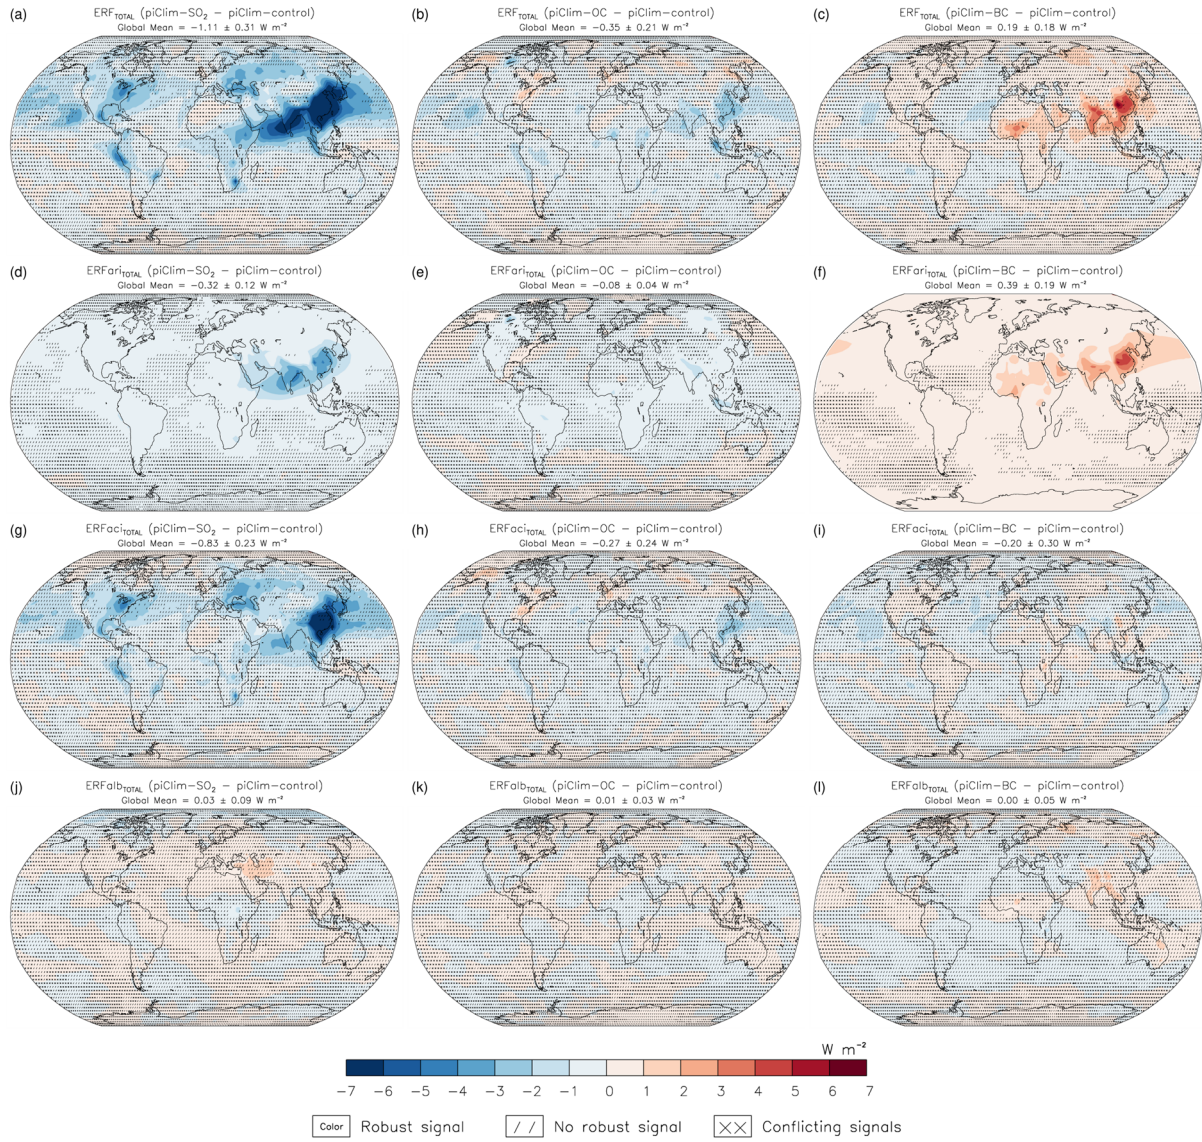 (a) ERF_TOTAL (piClim-SO₂ - piClim-control)
Global Mean = -1.11 ± 0.31 W m⁻²
(b) ERF_TOTAL (piClim-OC - piClim-control)
Global Mean = -0.35 ± 0.21 W m⁻²
(c) ERF_TOTAL (piClim-BC - piClim-control)
Global Mean = 0.19 ± 0.18 W m⁻²
(d) ERFari_TOTAL (piClim-SO₂ - piClim-control)
Global Mean = -0.32 ± 0.12 W m⁻²
(e) ERFari_TOTAL (piClim-OC - piClim-control)
Global Mean = -0.08 ± 0.04 W m⁻²
(f) ERFari_TOTAL (piClim-BC - piClim-control)
Global Mean = 0.39 ± 0.19 W m⁻²
(g) ERFaci_TOTAL (piClim-SO₂ - piClim-control)
Global Mean = -0.83 ± 0.23 W m⁻²
(h) ERFaci_TOTAL (piClim-OC - piClim-control)
Global Mean = -0.27 ± 0.24 W m⁻²
(i) ERFaci_TOTAL (piClim-BC - piClim-control)
Global Mean = -0.20 ± 0.30 W m⁻²
(j) ERFalb_TOTAL (piClim-SO₂ - piClim-control)
Global Mean = 0.03 ± 0.09 W m⁻²
(k) ERFalb_TOTAL (piClim-OC - piClim-control)
Global Mean = 0.01 ± 0.03 W m⁻²
(l) ERFalb_TOTAL (piClim-BC - piClim-control)
Global Mean = 0.00 ± 0.05 W m⁻²
W m⁻²
-7 -6 -5 -4 -3 -2 -1 0 1 2 3 4 5 6 7
Color Robust signal // No robust signal XX Conflicting signals